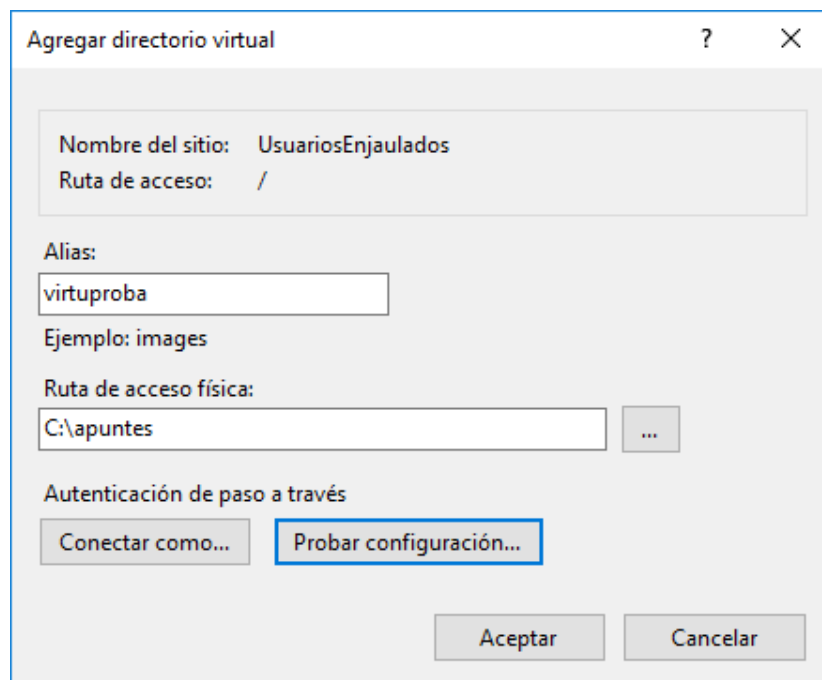 Agregar directorio virtual ?
Nombre del sitio: UsuariosEnjaulados
Ruta de acceso: /
Alias:
virtuproba
Ejemplo: images
Ruta de acceso física:
C:\apuntes ...
Autenticación de paso a través
Conectar como... Probar configuración...
Aceptar Cancelar